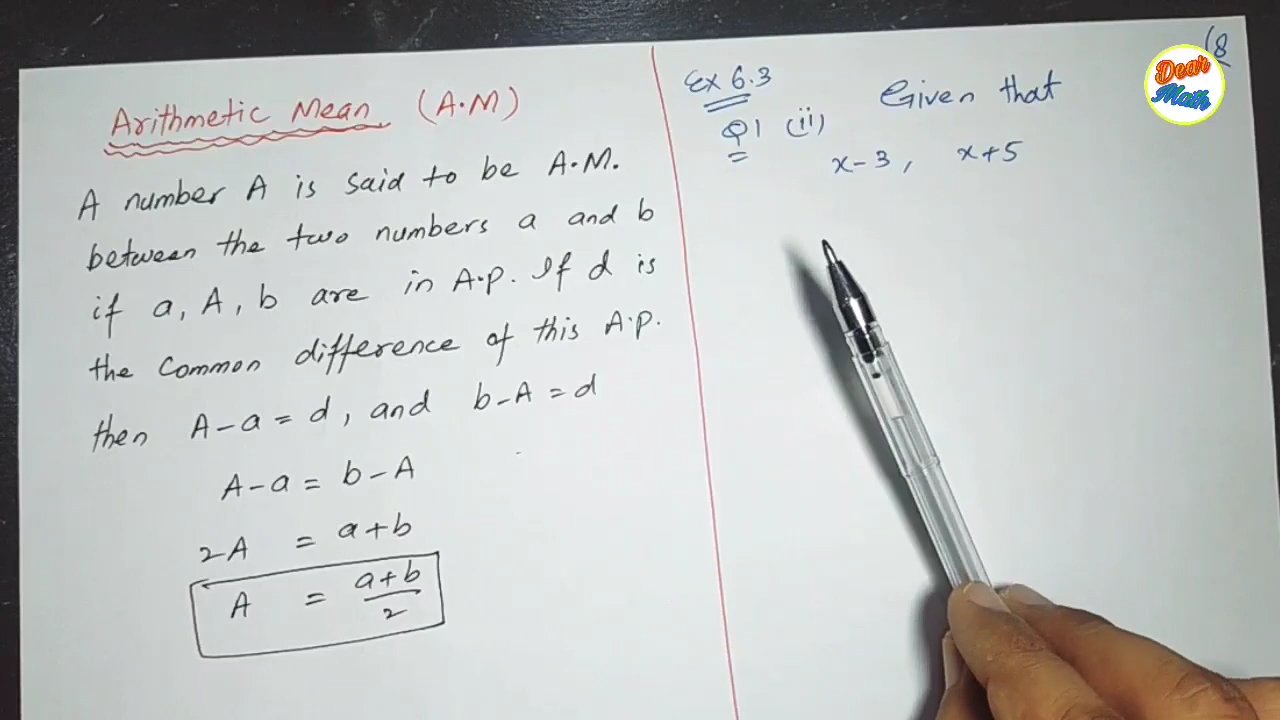 Arithmetic Mean (A.M)
A number A is said to be A.M.
between the two numbers a and b
if a, A, b are in A.p. If d is
the common difference of this A.p.
then A-a = d, and b-A = d
A-a = b-A
2A = a+b
A = a+b/2
Ex 6.3
Q1 (ii) Given that
x-3, x+5
Dear
Math